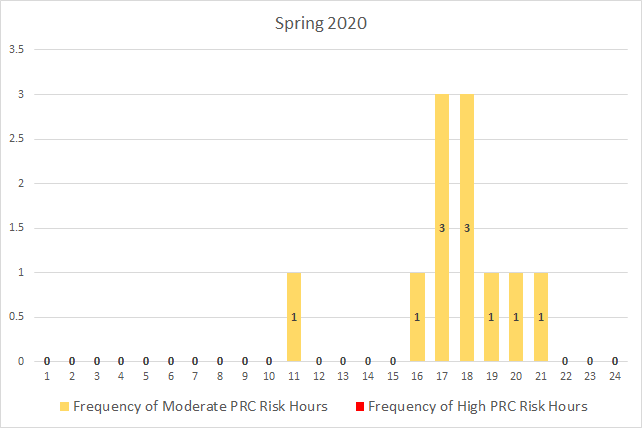 Spring 2020
3.5
3
2.5
2
1.5
1
0.5
0
0 0 0 0 0 0 0 0 0 0 1 0 0 0 0 1 3 3 1 1 1 0 0 0
1 2 3 4 5 6 7 8 9 10 11 12 13 14 15 16 17 18 19 20 21 22 23 24
Frequency of Moderate PRC Risk Hours Frequency of High PRC Risk Hours